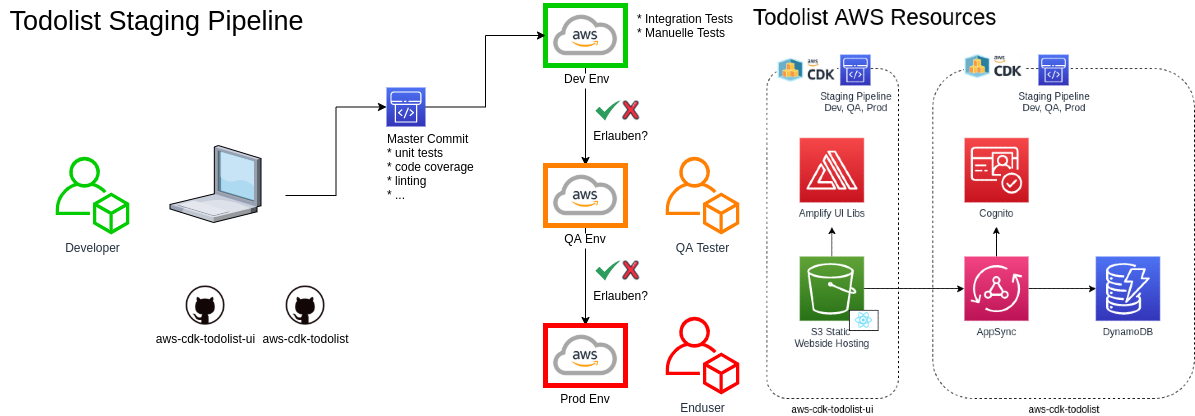 Todolist Staging Pipeline
aws
* Integration Tests
* Manuelle Tests
Dev Env
Erlauben?
Master Commit
* unit tests
* code coverage
* linting
* ...
Developer
aws
QA Env
QA Tester
Erlauben?
aws-cdk-todolist-ui
aws-cdk-todolist
aws
Prod Env
Enduser
Todolist AWS Resources
aws
CDK
Staging Pipeline
Dev, QA, Prod
Amplify UI Libs
S3 Static
Webside Hosting
aws-cdk-todolist-ui
aws
CDK
Staging Pipeline
Dev, QA, Prod
Cognito
AppSync
DynamoDB
aws-cdk-todolist